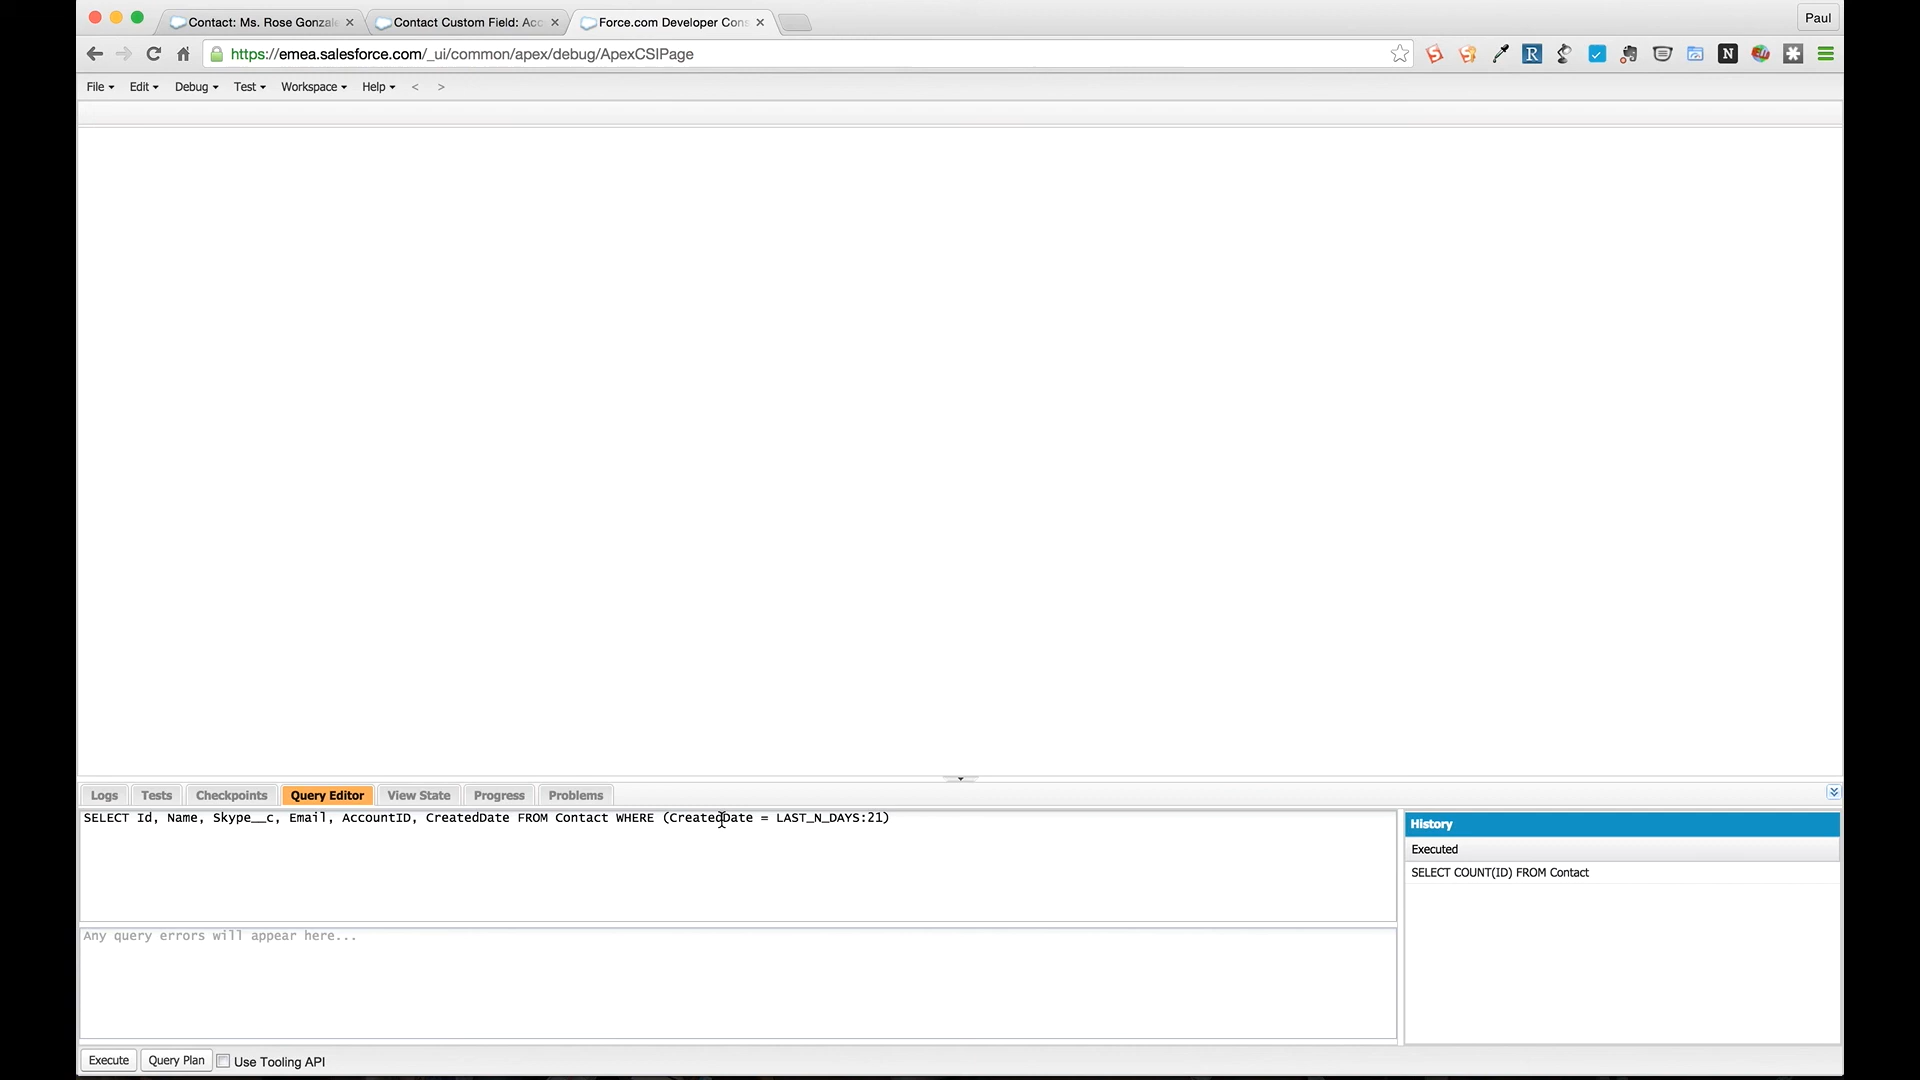 Contact: Ms. Rose Gonzale
Contact Custom Field: Acc
Force.com Developer Cons
Paul
https://emea.salesforce.com/_ui/common/apex/debug/ApexCSIPage
File Edit Debug Test Workspace Help < >
Logs Tests Checkpoints Query Editor View State Progress Problems
SELECT Id, Name, Skype__c, Email, AccountID, CreatedDate FROM Contact WHERE (CreatedDate = LAST_N_DAYS:21)
Any query errors will appear here...
History
Executed
SELECT COUNT(ID) FROM Contact
Execute Query Plan Use Tooling API